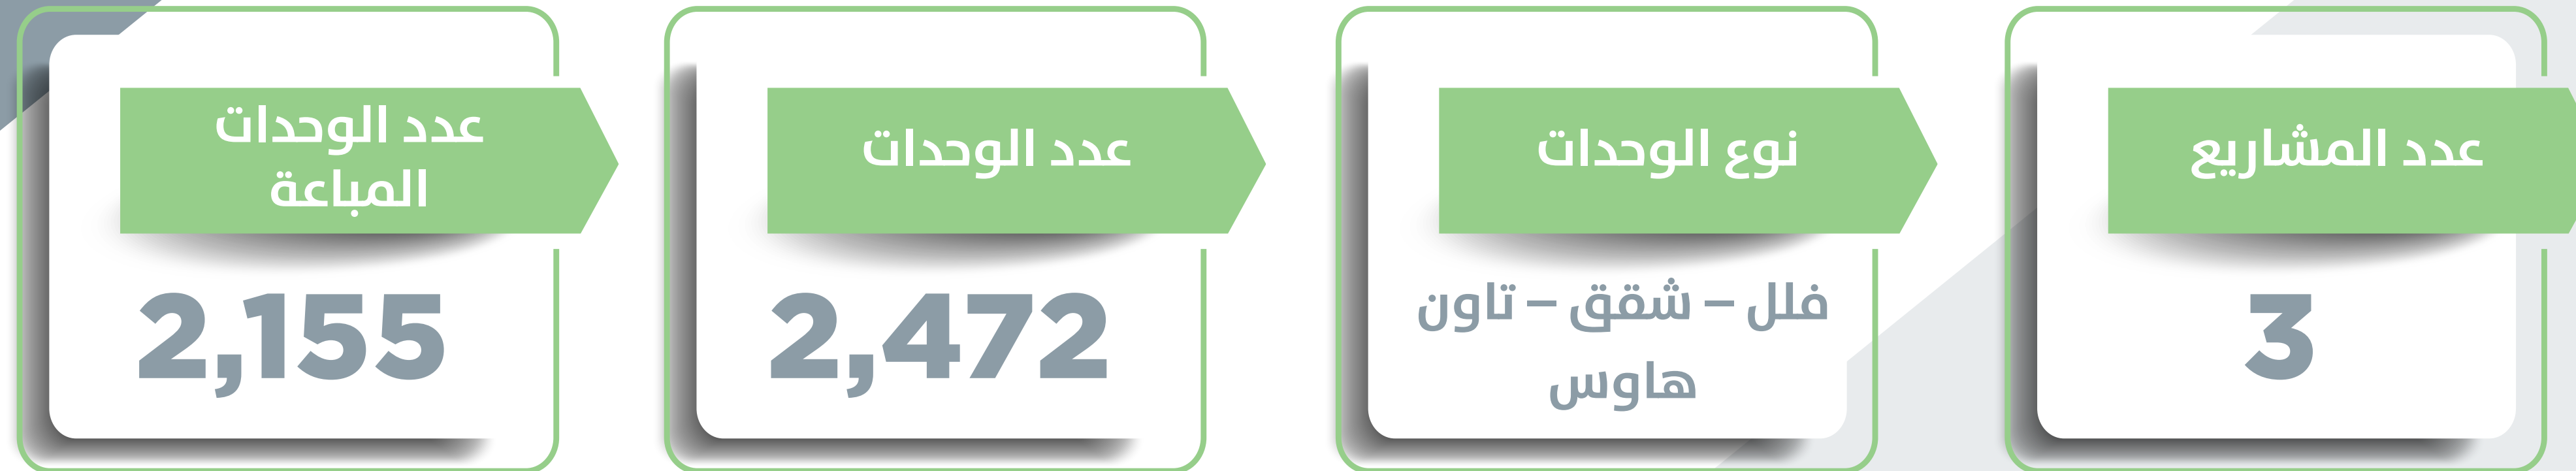 عدد المشاريع
3
نوع الوحدات
فلل – شقق – تاون
هاوس
عدد الوحدات
2,472
عدد الوحدات
المباعة
2,155